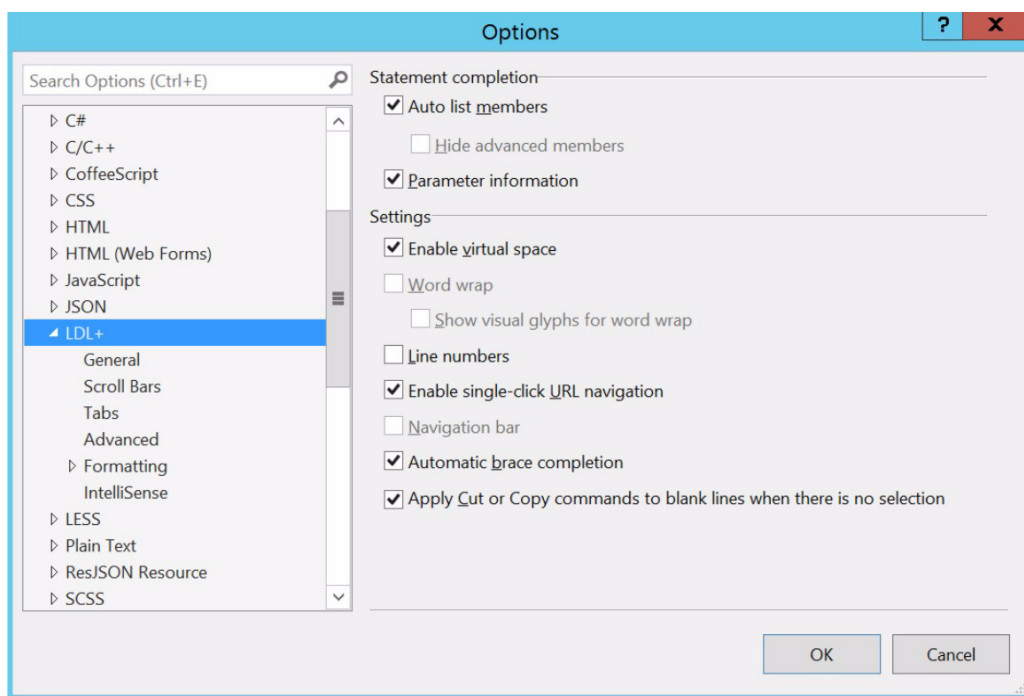 Options
?
X
Search Options (Ctrl+E)
C#
C/C++
CoffeeScript
CSS
HTML
HTML (Web Forms)
JavaScript
JSON
LDL+
General
Scroll Bars
Tabs
Advanced
Formatting
IntelliSense
LESS
Plain Text
ResJSON Resource
SCSS
Statement completion
Auto list members
Hide advanced members
Parameter information
Settings
Enable virtual space
Word wrap
Show visual glyphs for word wrap
Line numbers
Enable single-click URL navigation
Navigation bar
Automatic brace completion
Apply Cut or Copy commands to blank lines when there is no selection
OK
Cancel